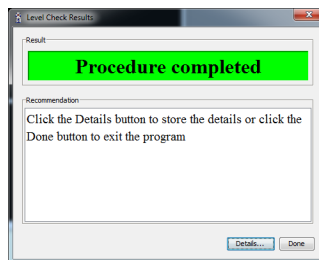 Level Check Results
Result
Procedure completed
Recommendation
Click the Details button to store the details or click the
Done button to exit the program
Details... Done